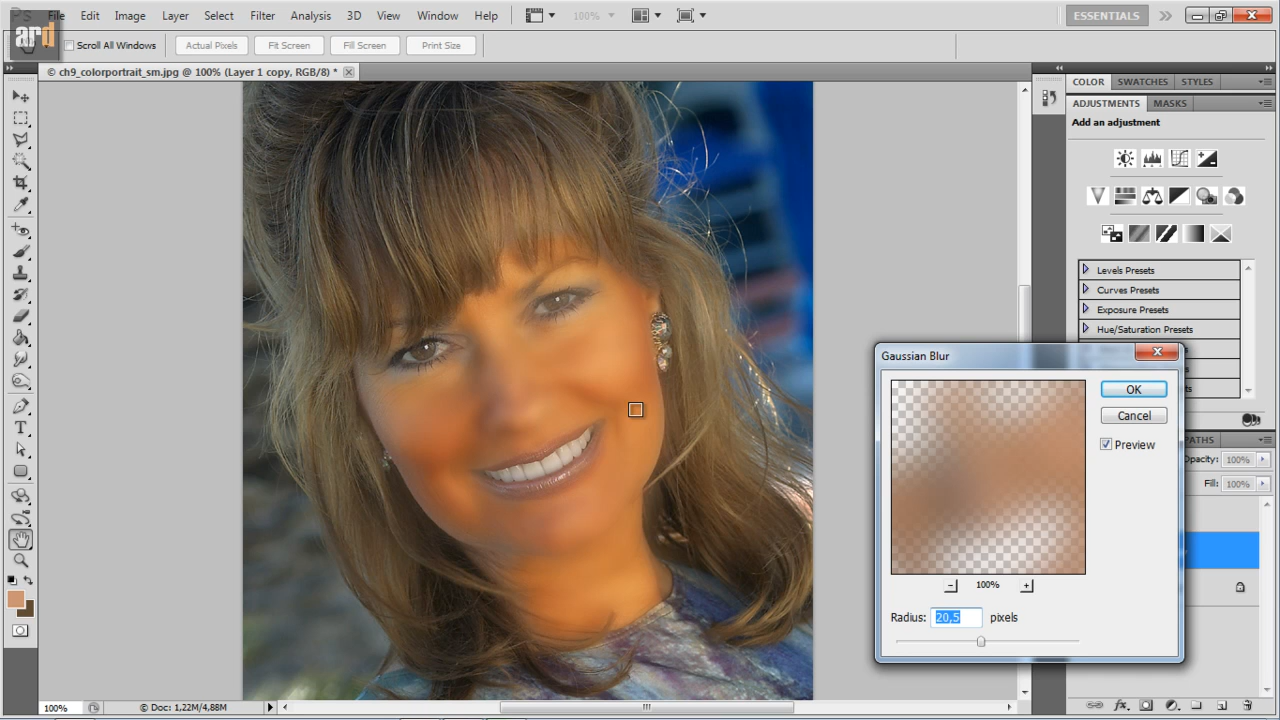 PS File Edit Image Layer Select Filter Analysis 3D View Window Help 100% ESSENTIALS
ard
Scroll All Windows Actual Pixels Fit Screen Fill Screen Print Size
© ch9_colorportrait_sm.jpg @ 100% (Layer 1 copy, RGB/8) *
COLOR SWATCHES STYLES
ADJUSTMENTS MASKS
Add an adjustment
Levels Presets
Curves Presets
Exposure Presets
Hue/Saturation Presets
Gaussian Blur
OK
Cancel
Preview
100%
Radius: 20,5 pixels
PATHS
Opacity: 100%
Fill: 100%
T
100% © Doc: 1,22M/4,88M
fx